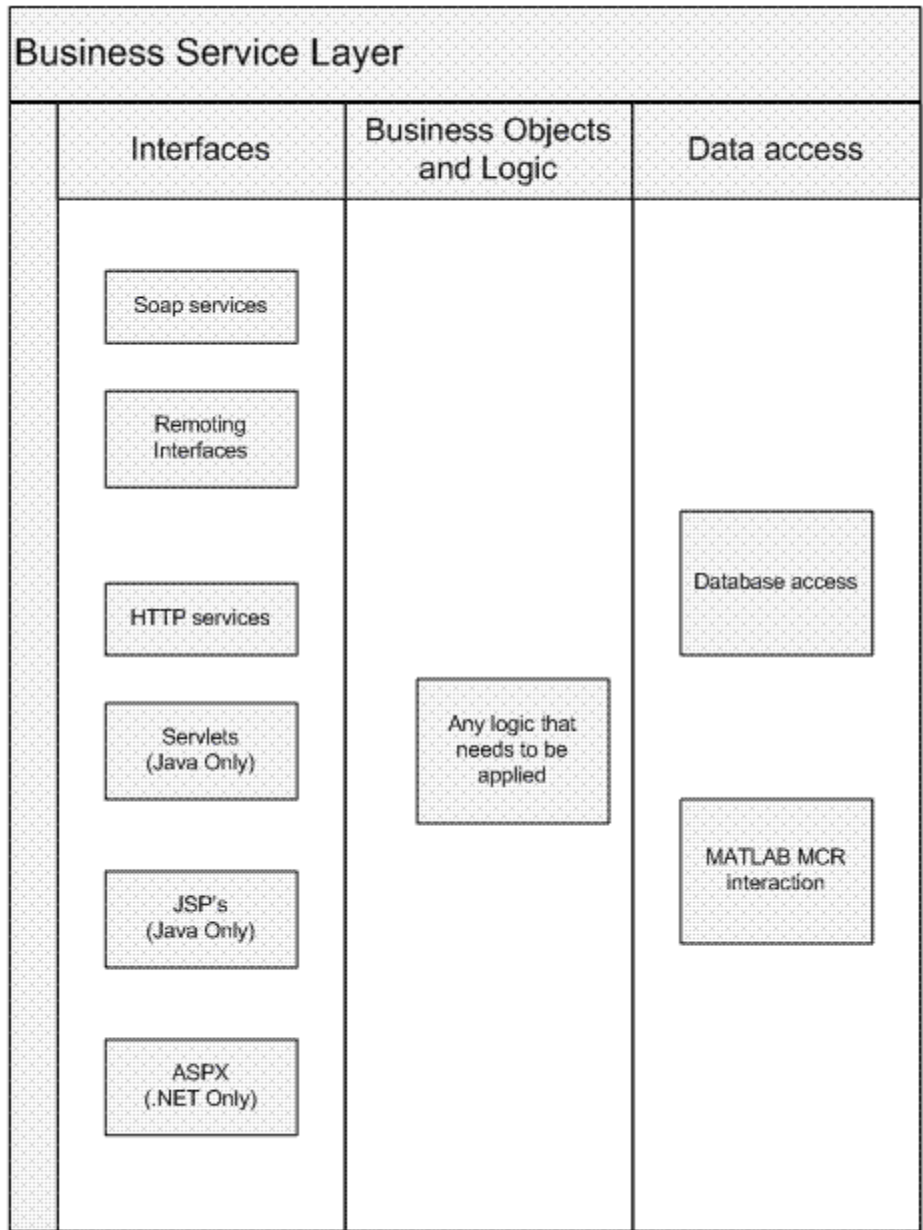 Business Service Layer
Interfaces
Business Objects
and Logic
Data access
Soap services
Remoting
Interfaces
HTTP services
Servlets
(Java Only)
JSP's
(Java Only)
ASPX
(.NET Only)
Any logic that
needs to be
applied
Database access
MATLAB MCR
interaction